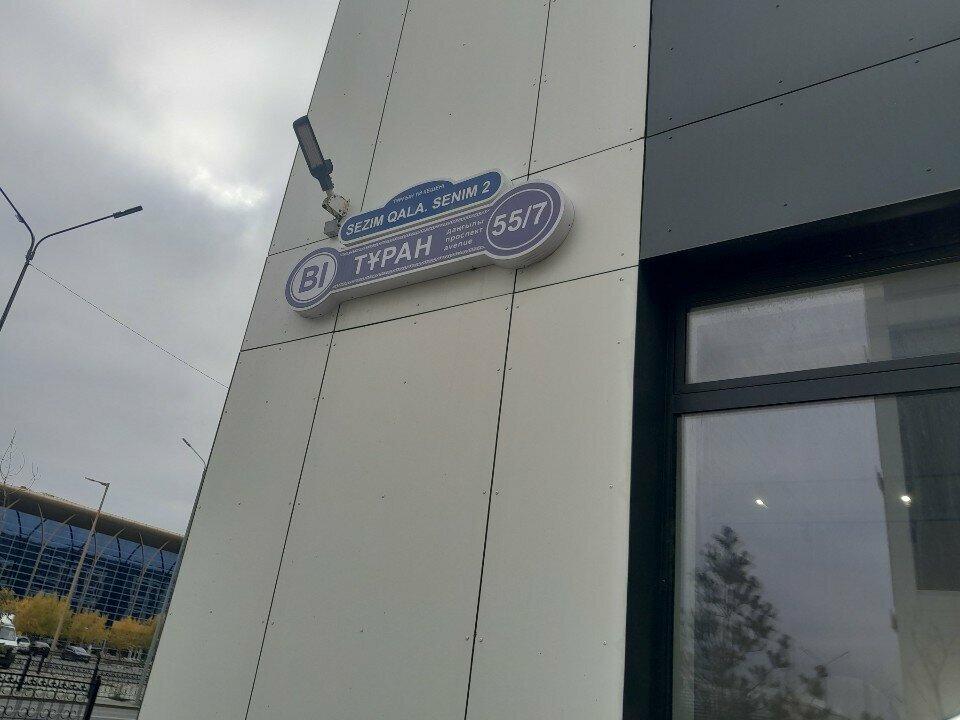 ТҰРҒЫН ҮЙ КЕШЕНІ
SEZIM QALA. SENIM 2
BI
ТҰРАН
даңғылы
проспект
avenue
55/7